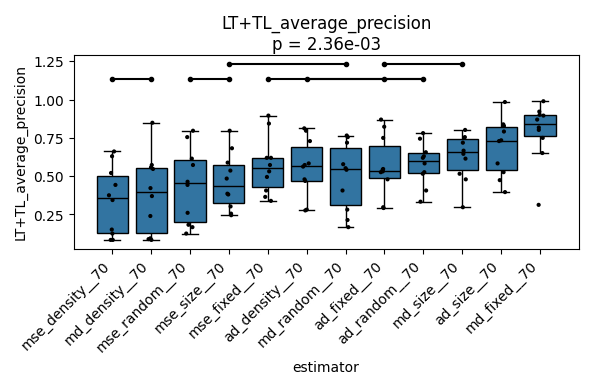 LT+TL_average_precision
p = 2.36e-03
LT+TL_average_precision
1.25
1.00
0.75
0.50
0.25
mse_density__70
md_density__70
mse_random__70
mse_size__70
mse_fixed__70
ad_density__70
md_random__70
ad_fixed__70
ad_random__70
md_size__70
ad_size__70
md_fixed__70
estimator